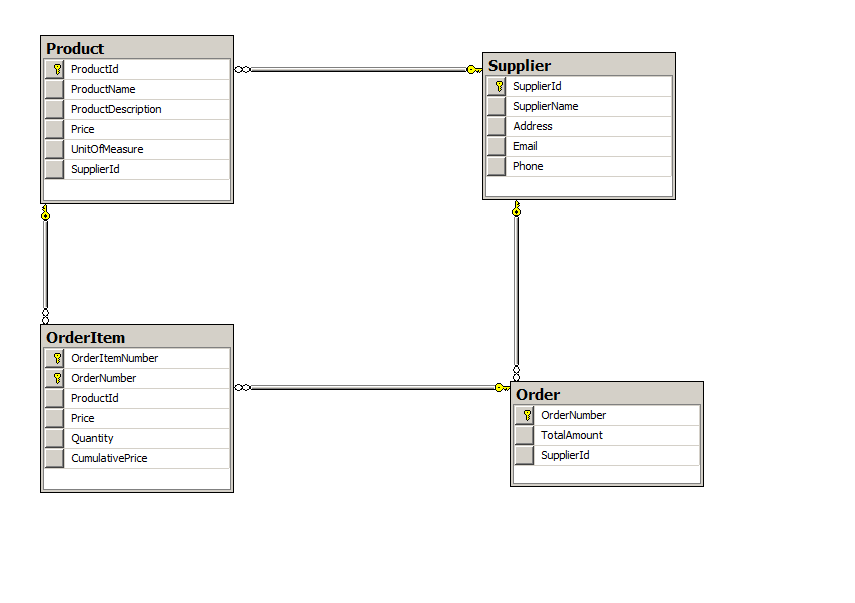 Product
ProductId
ProductName
ProductDescription
Price
UnitOfMeasure
SupplierId
Supplier
SupplierId
SupplierName
Address
Email
Phone
OrderItem
OrderItemNumber
OrderNumber
ProductId
Price
Quantity
CumulativePrice
Order
OrderNumber
TotalAmount
SupplierId